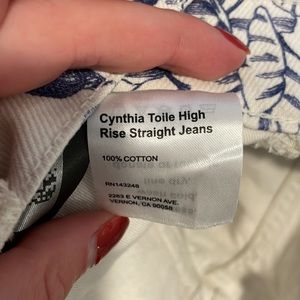 Cynthia Toile High
Rise Straight Jeans
100% COTTON
RN143248
2263 E VERNON AVE.
VERNON, CA 90058